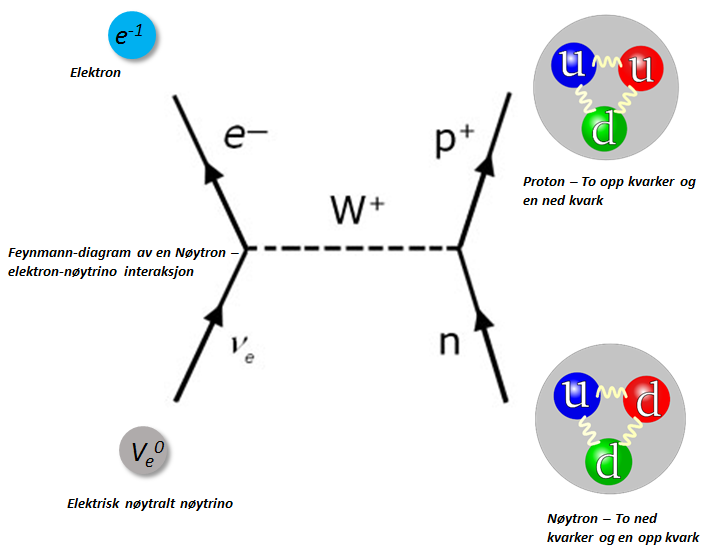 e-1
Elektron
e–
p+
W+
u u
d
Proton – To opp kvarker og
en ned kvark
Feynmann-diagram av en Nøytron –
elektron-nøytrino interaksjon
νe
n
u d
d
Ve0
Elektrisk nøytralt nøytrino
Nøytron – To ned
kvarker og en opp kvark